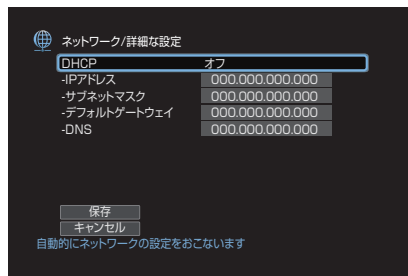 ネットワーク/詳細な設定
DHCP オフ
-IPアドレス 000.000.000.000
-サブネットマスク 000.000.000.000
-デフォルトゲートウェイ 000.000.000.000
-DNS 000.000.000.000
保存
キャンセル
自動的にネットワークの設定をおこないます